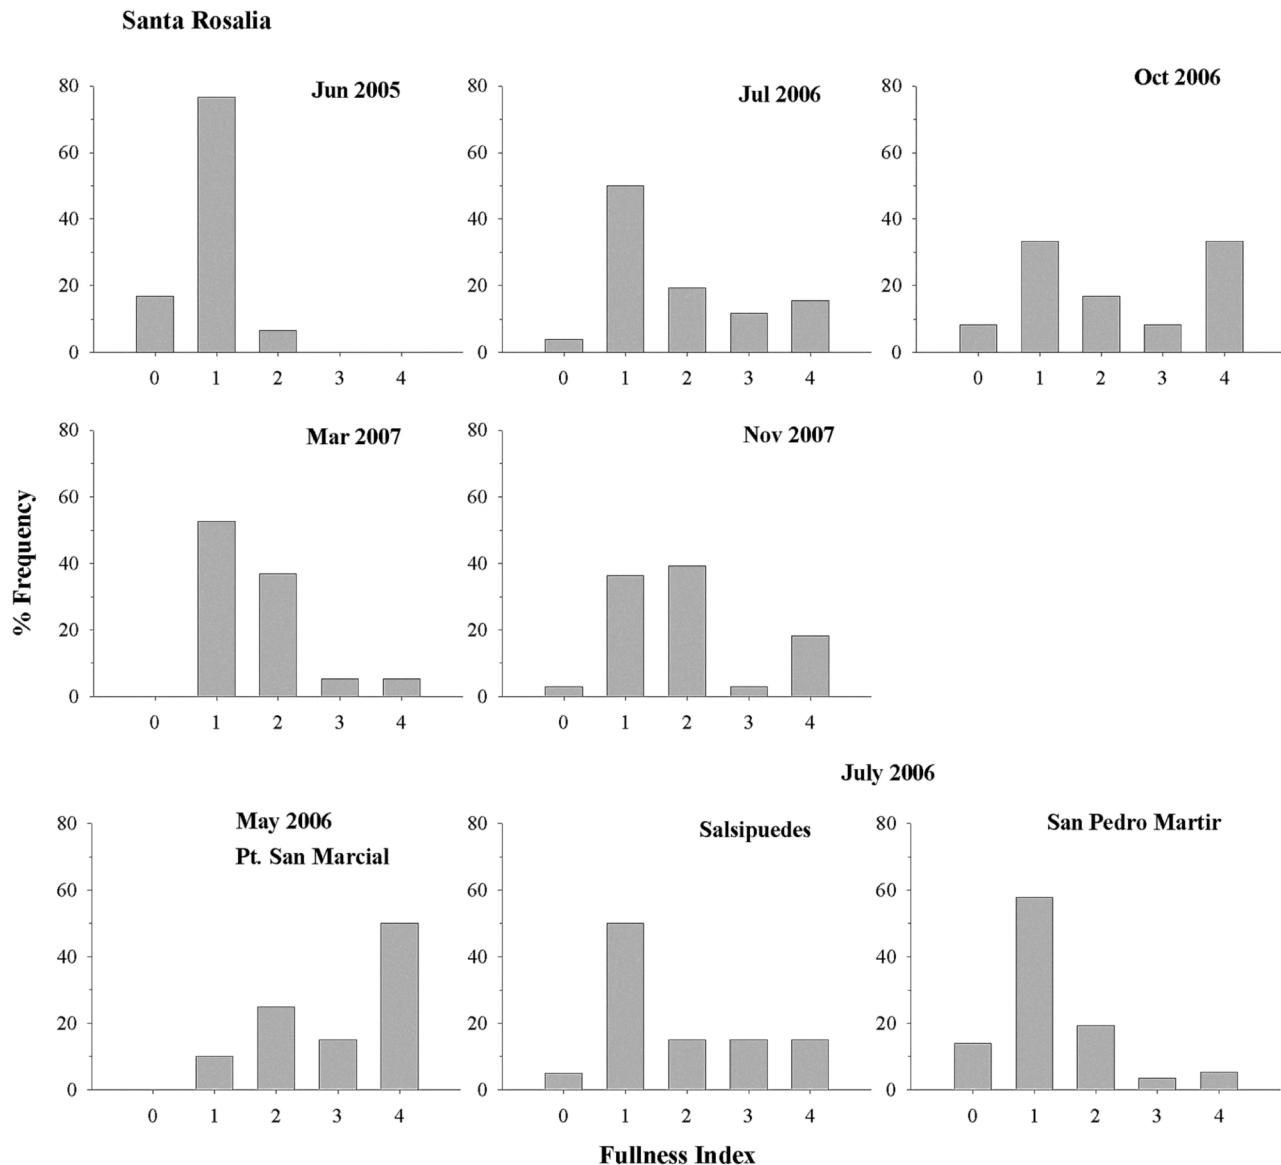 Santa Rosalia
Jun 2005
80
60
40
20
0
0 1 2 3 4
Jul 2006
80
60
40
20
0
0 1 2 3 4
Oct 2006
80
60
40
20
0
0 1 2 3 4
% Frequency
Mar 2007
80
60
40
20
0
0 1 2 3 4
Nov 2007
80
60
40
20
0
0 1 2 3 4
July 2006
May 2006
Pt. San Marcial
80
60
40
20
0
0 1 2 3 4
Salsipuedes
80
60
40
20
0
0 1 2 3 4
San Pedro Martir
80
60
40
20
0
0 1 2 3 4
Fullness Index